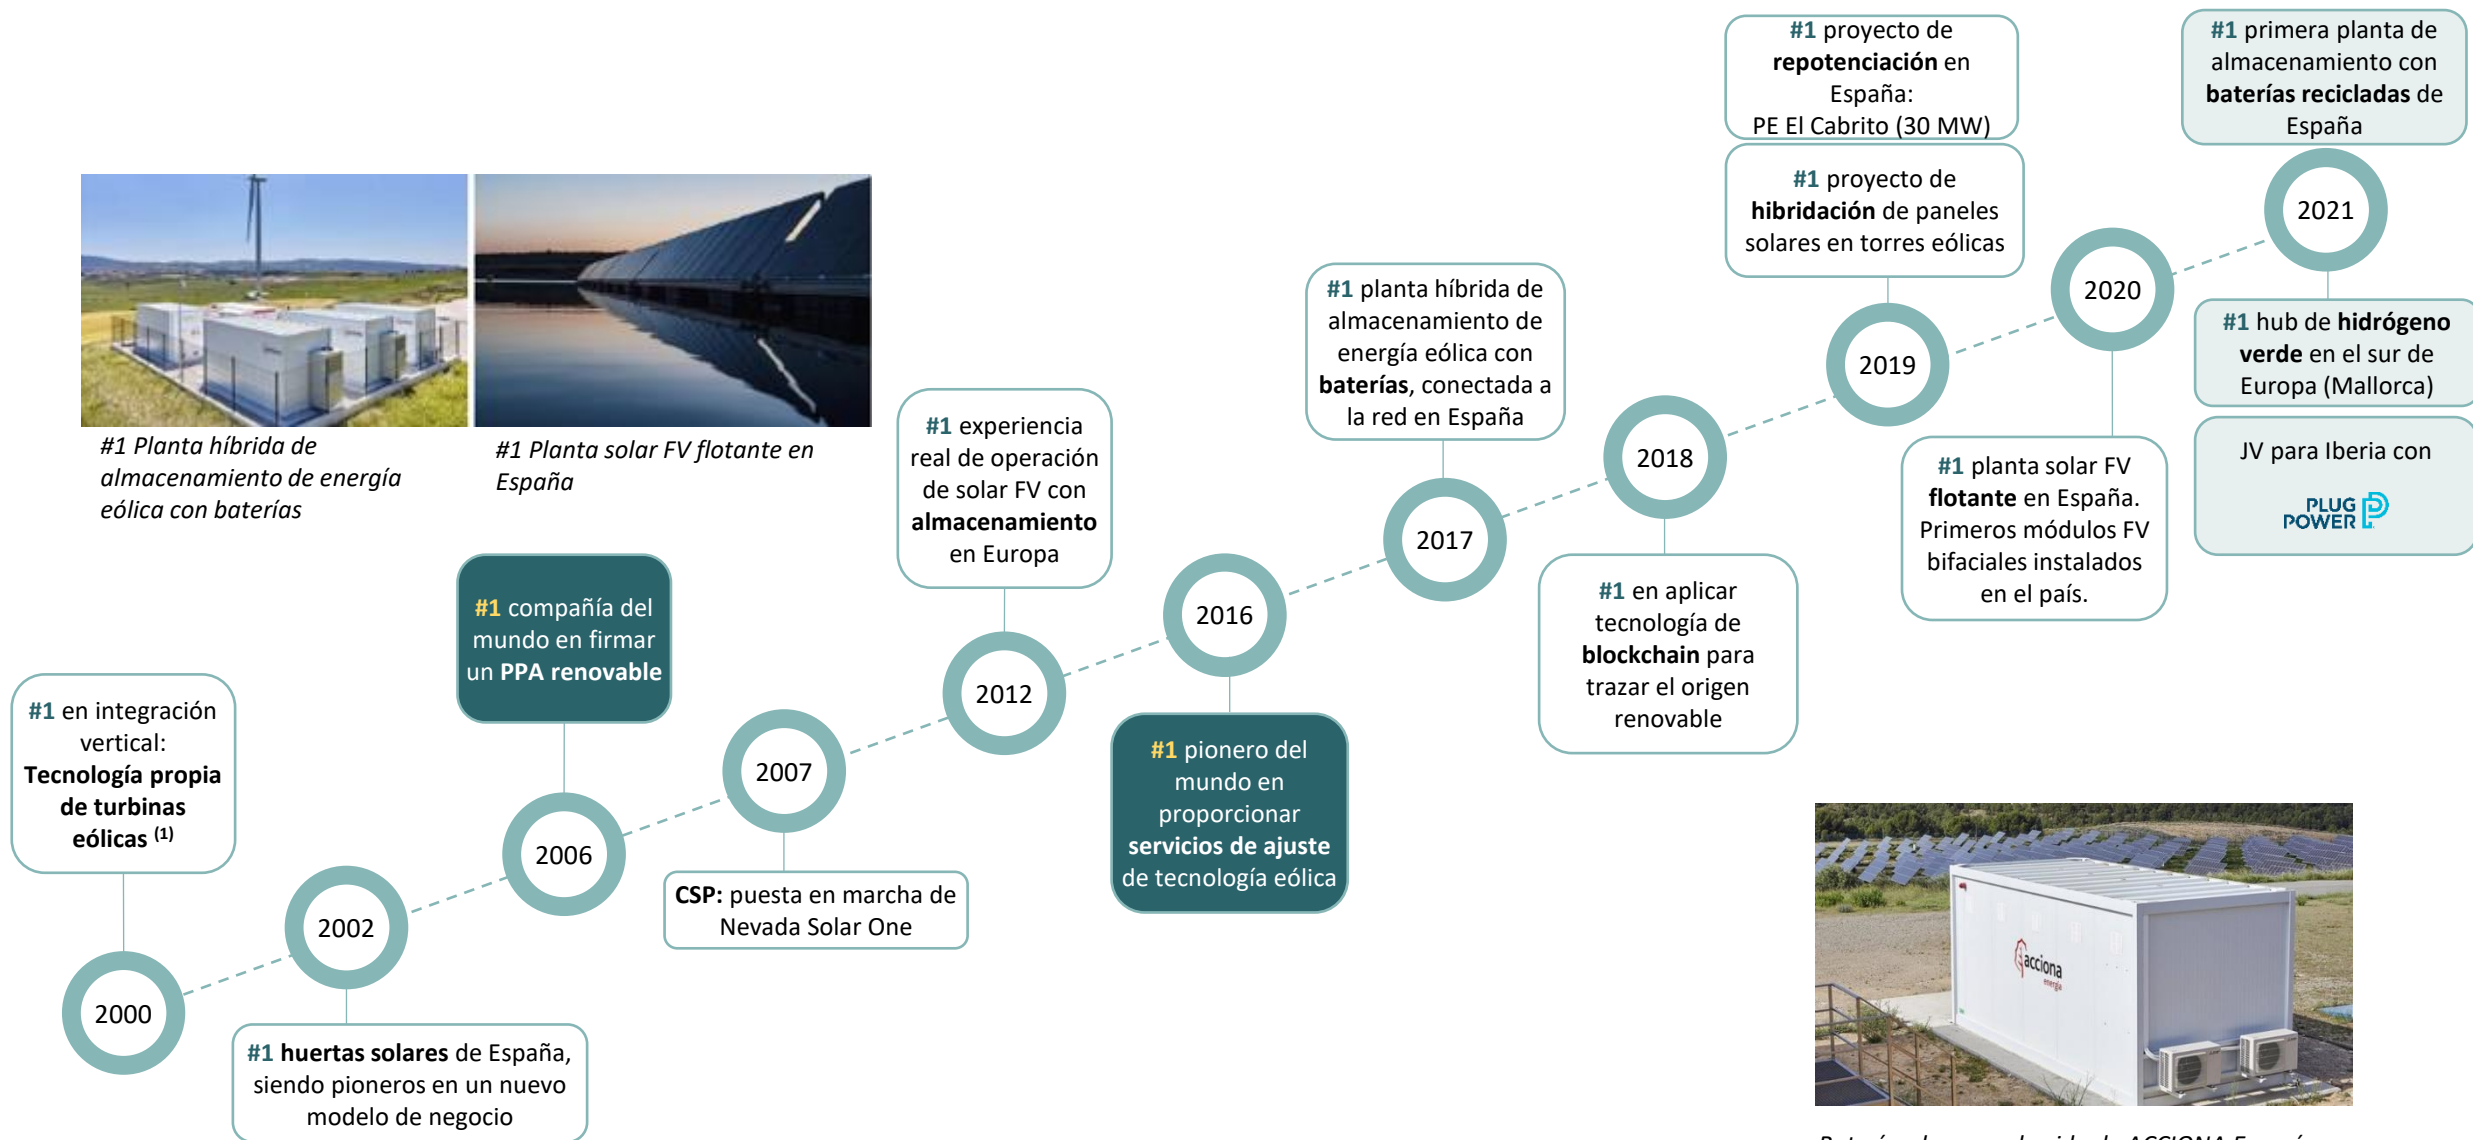 #1 Planta híbrida de
almacenamiento de energía
eólica con baterías
#1 Planta solar FV flotante en
España
2000
#1 en integración
vertical:
Tecnología propia
de turbinas
eólicas (1)
2002
#1 huertas solares de España,
siendo pioneros en un nuevo
modelo de negocio
2006
#1 compañía del
mundo en firmar
un PPA renovable
2007
CSP: puesta en marcha de
Nevada Solar One
2012
#1 experiencia
real de operación
de solar FV con
almacenamiento
en Europa
2016
#1 pionero del
mundo en
proporcionar
servicios de ajuste
de tecnología eólica
2017
#1 planta híbrida de
almacenamiento de
energía eólica con
baterías, conectada a
la red en España
2018
#1 en aplicar
tecnología de
blockchain para
trazar el origen
renovable
2019
#1 proyecto de
repotenciación en
España:
PE El Cabrito (30 MW)
#1 proyecto de
hibridación de paneles
solares en torres eólicas
2020
#1 planta solar FV
flotante en España.
Primeros módulos FV
bifaciales instalados
en el país.
2021
#1 primera planta de
almacenamiento con
baterías recicladas de
España
#1 hub de hidrógeno
verde en el sur de
Europa (Mallorca)
JV para Iberia con
PLUG
POWER
acciona
energía